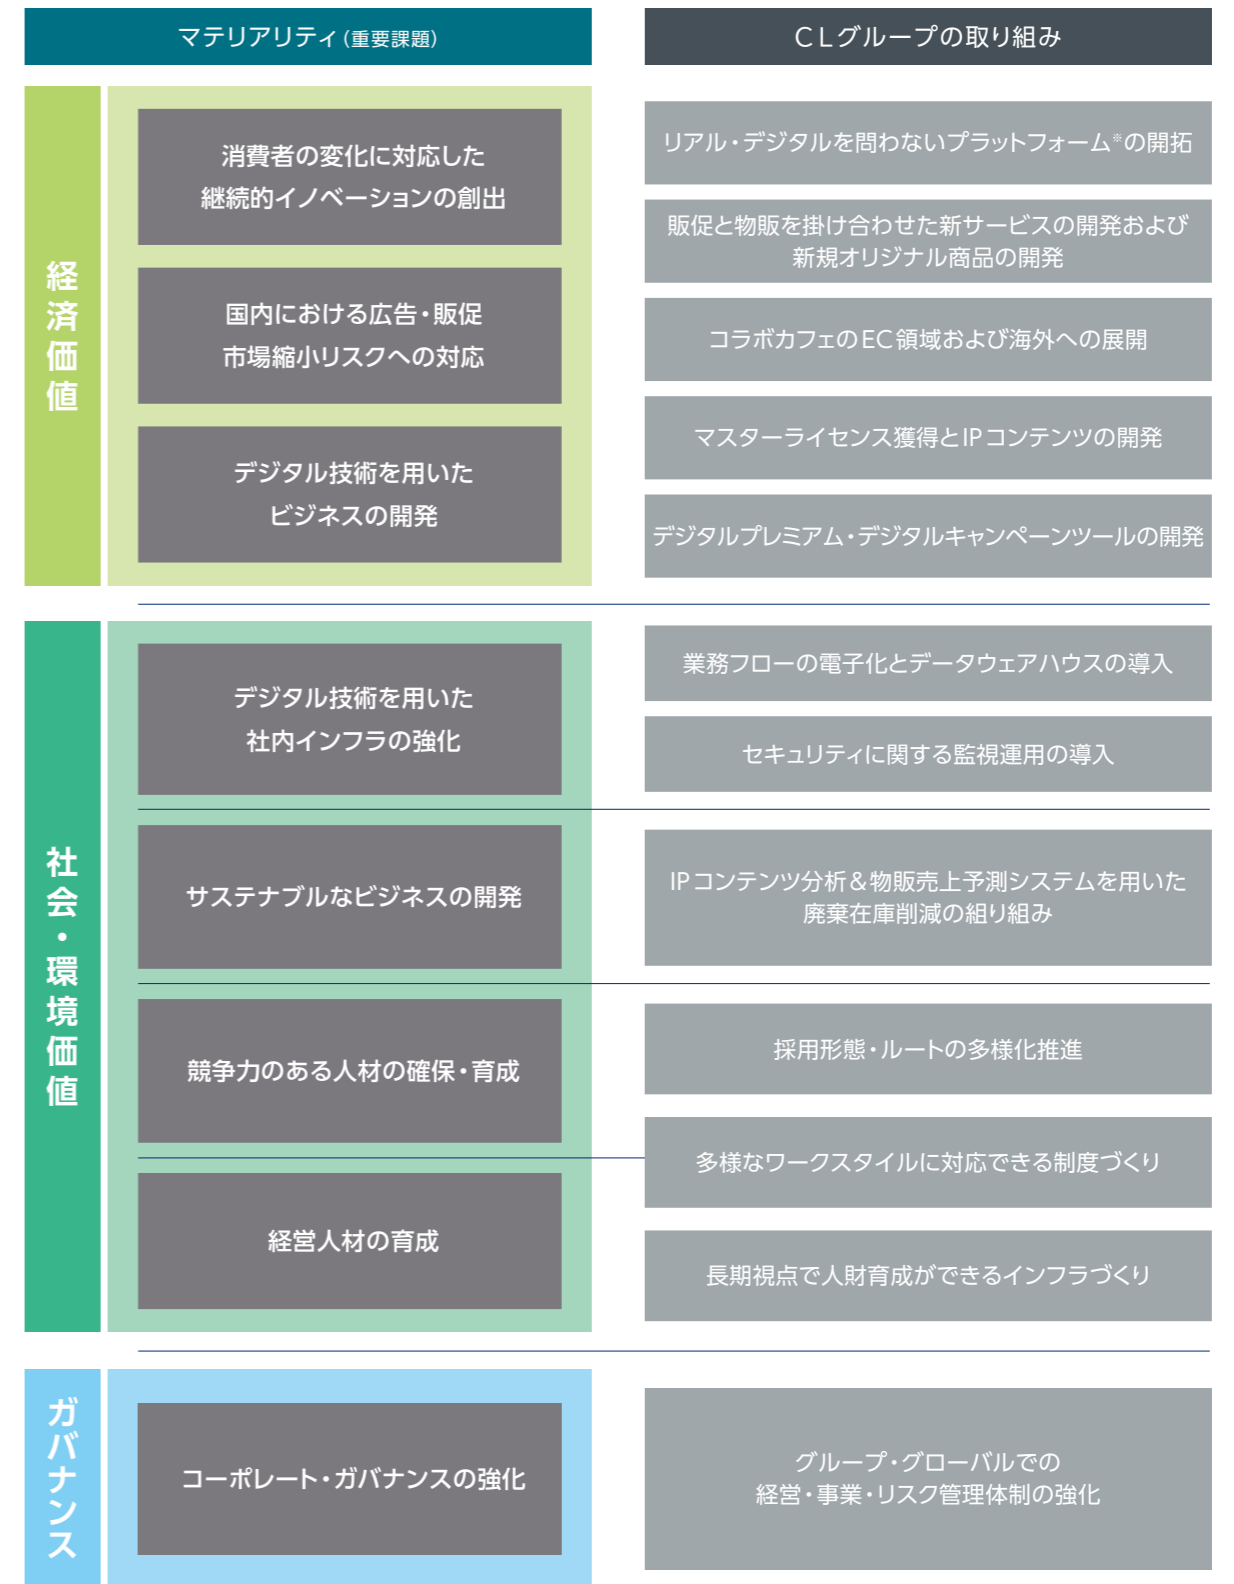 マテリアリティ(重要課題)
CLグループの取り組み
経済価値
消費者の変化に対応した
継続的イノベーションの創出
国内における広告・販促
市場縮小リスクへの対応
デジタル技術を用いた
ビジネスの開発
リアル・デジタルを問わないプラットフォーム※の開拓
販促と物販を掛け合わせた新サービスの開発および
新規オリジナル商品の開発
コラボカフェのEC領域および海外への展開
マスターライセンス獲得とIPコンテンツの開発
デジタルプレミアム・デジタルキャンペーンツールの開発
社会・環境価値
デジタル技術を用いた
社内インフラの強化
業務フローの電子化とデータウェアハウスの導入
セキュリティに関する監視運用の導入
サステナブルなビジネスの開発
IPコンテンツ分析&物販売上予測システムを用いた
廃棄在庫削減の組り組み
競争力のある人材の確保・育成
経営人材の育成
採用形態・ルートの多様化推進
多様なワークスタイルに対応できる制度づくり
長期視点で人財育成ができるインフラづくり
ガバナンス
コーポレート・ガバナンスの強化
グループ・グローバルでの
経営・事業・リスク管理体制の強化